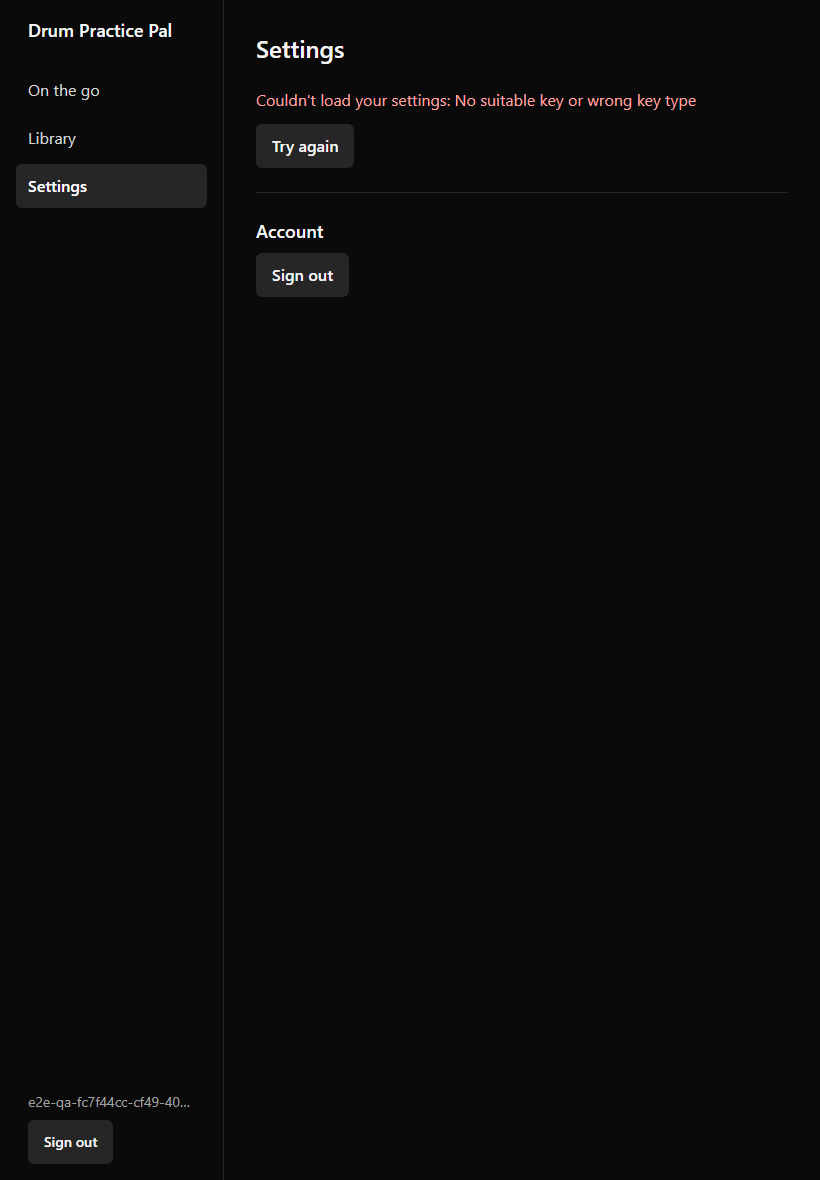 Drum Practice Pal
On the go
Library
Settings
e2e-qa-fc7f44cc-cf49-40...
Sign out
Settings
Couldn't load your settings: No suitable key or wrong key type
Try again
Account
Sign out